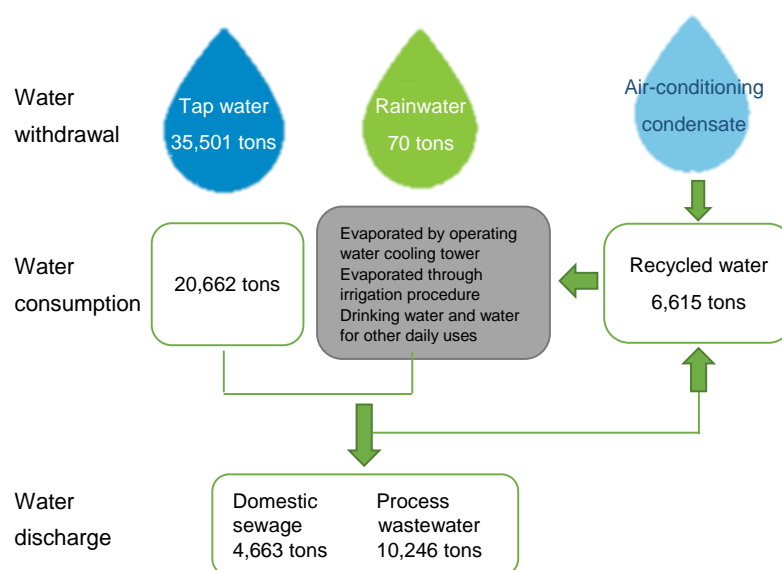 Water
withdrawal
Tap water
35,501 tons
Rainwater
70 tons
Air-conditioning
condensate
Water
consumption
20,662 tons
Evaporated by operating
water cooling tower
Evaporated through
irrigation procedure
Drinking water and water
for other daily uses
Recycled water
6,615 tons
Water
discharge
Domestic
sewage
4,663 tons
Process
wastewater
10,246 tons